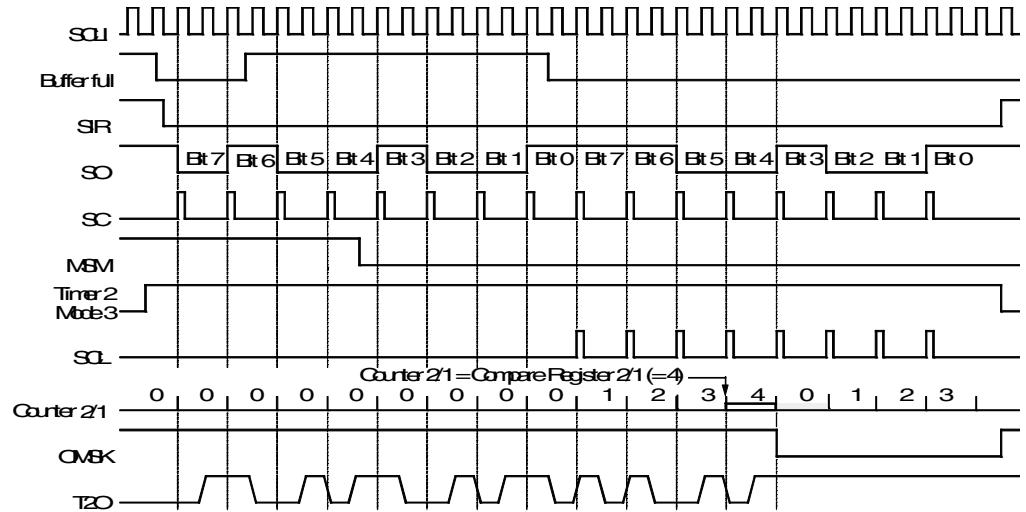 SCLI
Buffer full
SIR
Bit 7 Bit 6 Bit 5 Bit 4 Bit 3 Bit 2 Bit 1 Bit 0 Bit 7 Bit 6 Bit 5 Bit 4 Bit 3 Bit 2 Bit 1 Bit 0
SO
SC
MSM
Timer 2
Mode 3
SCL
Counter 2/1 = Compare Register 2/1 (= 4)
0 0 0 0 0 0 0 0 0 1 2 3 4 0 1 2 3
Counter 2/1
OMSK
T2O